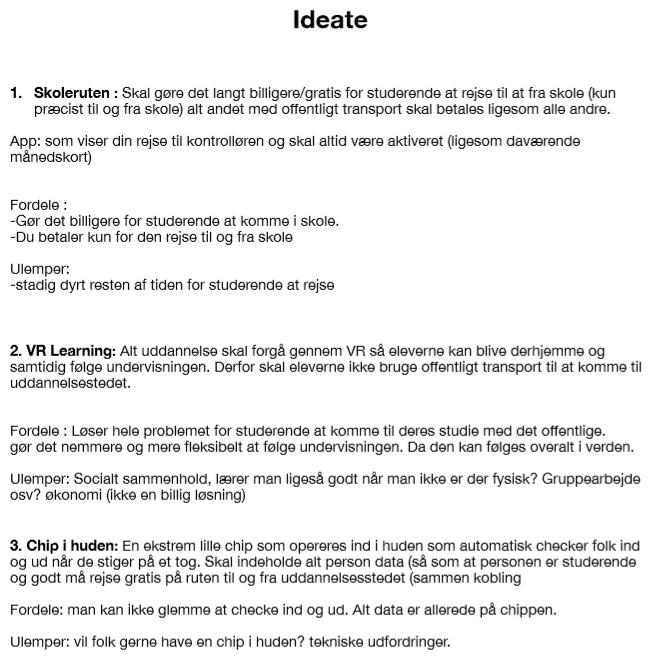 Ideate
1. Skoleruten : Skal gøre det langt billigere/gratis for studerende at rejse til at fra skole (kun
præcist til og fra skole) alt andet med offentligt transport skal betales ligesom alle andre.
App: som viser din rejse til kontrolløren og skal altid være aktiveret (ligesom daværende
månedskort)
Fordele :
-Gør det billigere for studerende at komme i skole.
-Du betaler kun for den rejse til og fra skole
Ulemper:
-stadig dyrt resten af tiden for studerende at rejse
2. VR Learning: Alt uddannelse skal forgå gennem VR så eleverne kan blive derhjemme og
samtidig følge undervisningen. Derfor skal eleverne ikke bruge offentligt transport til at komme til
uddannelsestedet.
Fordele : Løser hele problemet for studerende at komme til deres studie med det offentlige.
gør det nemmere og mere fleksibelt at følge undervisningen. Da den kan følges overalt i verden.
Ulemper: Socialt sammenhold, lærer man ligeså godt når man ikke er der fysisk? Gruppearbejde
osv? økonomi (ikke en billig løsning)
3. Chip i huden: En ekstrem lille chip som opereres ind i huden som automatisk checker folk ind
og ud når de stiger på et tog. Skal indeholde alt person data (så som at personen er studerende
og godt må rejse gratis på ruten til og fra uddannelsesstedet (sammen kobling
Fordele: man kan ikke glemme at checke ind og ud. Alt data er allerede på chippen.
Ulemper: vil folk gerne have en chip i huden? tekniske udfordringer.